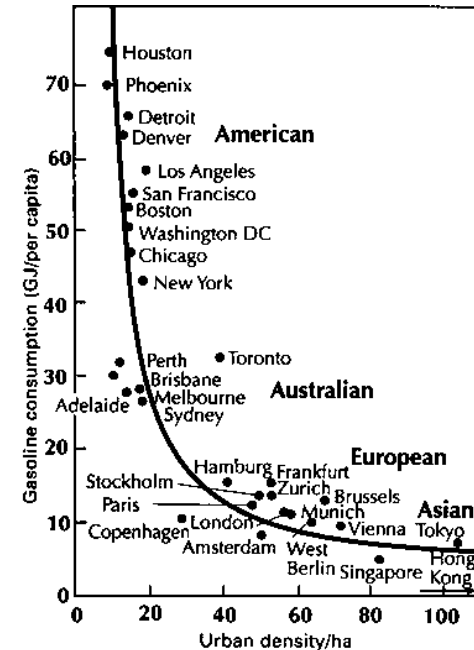 Gasoline consumption (GJ/per capita)
70
60
50
40
30
20
10
0
Houston
Phoenix
Detroit
Denver
American
Los Angeles
San Francisco
Boston
Washington DC
Chicago
New York
Perth
Toronto
Brisbane
Australian
Adelaide
Melbourne
Sydney
European
Hamburg
Frankfurt
Stockholm
Zurich
Brussels
Paris
Munich
Asian
Copenhagen
London
Vienna
Tokyo
Amsterdam
West
Berlin
Singapore
Hong
Kong
0 20 40 60 80 100
Urban density/ha